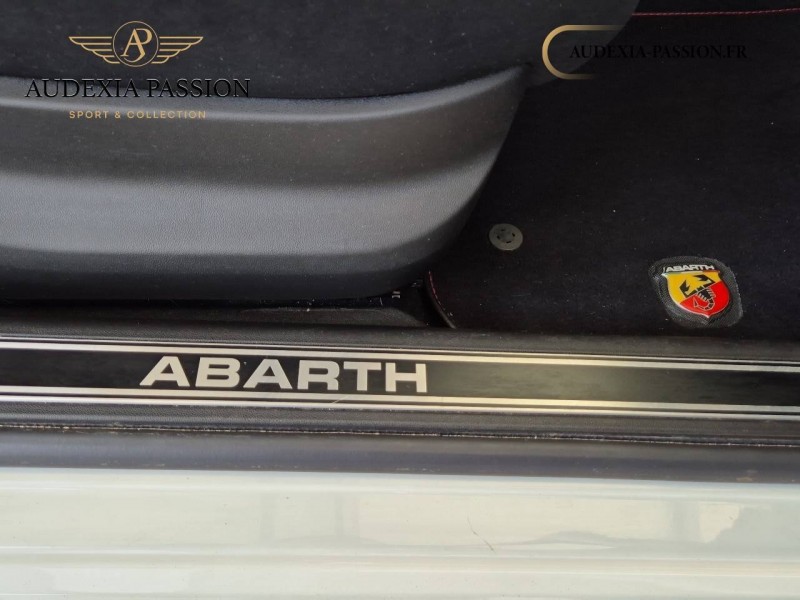 AP
AUDEXIA PASSION
SPORT & COLLECTION
AUDEXIA-PASSION.FR
ABARTH
ABARTH